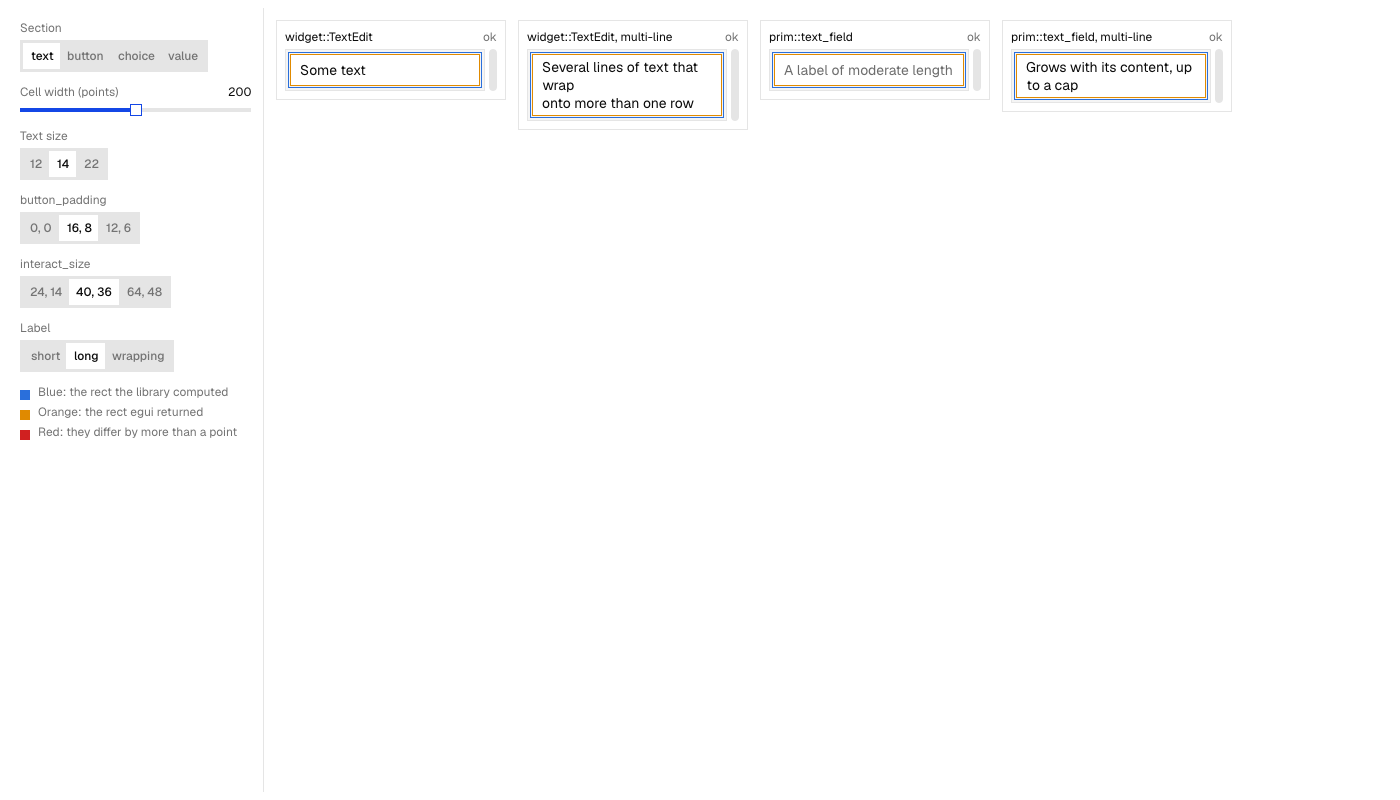 Section
text button choice value
Cell width (points) 200
Text size
12 14 22
button_padding
0, 0 16, 8 12, 6
interact_size
24, 14 40, 36 64, 48
Label
short long wrapping
Blue: the rect the library computed
Orange: the rect egui returned
Red: they differ by more than a point
widget::TextEdit ok
Some text
widget::TextEdit, multi-line ok
Several lines of text that
wrap
onto more than one row
prim::text_field ok
A label of moderate length
prim::text_field, multi-line ok
Grows with its content, up
to a cap